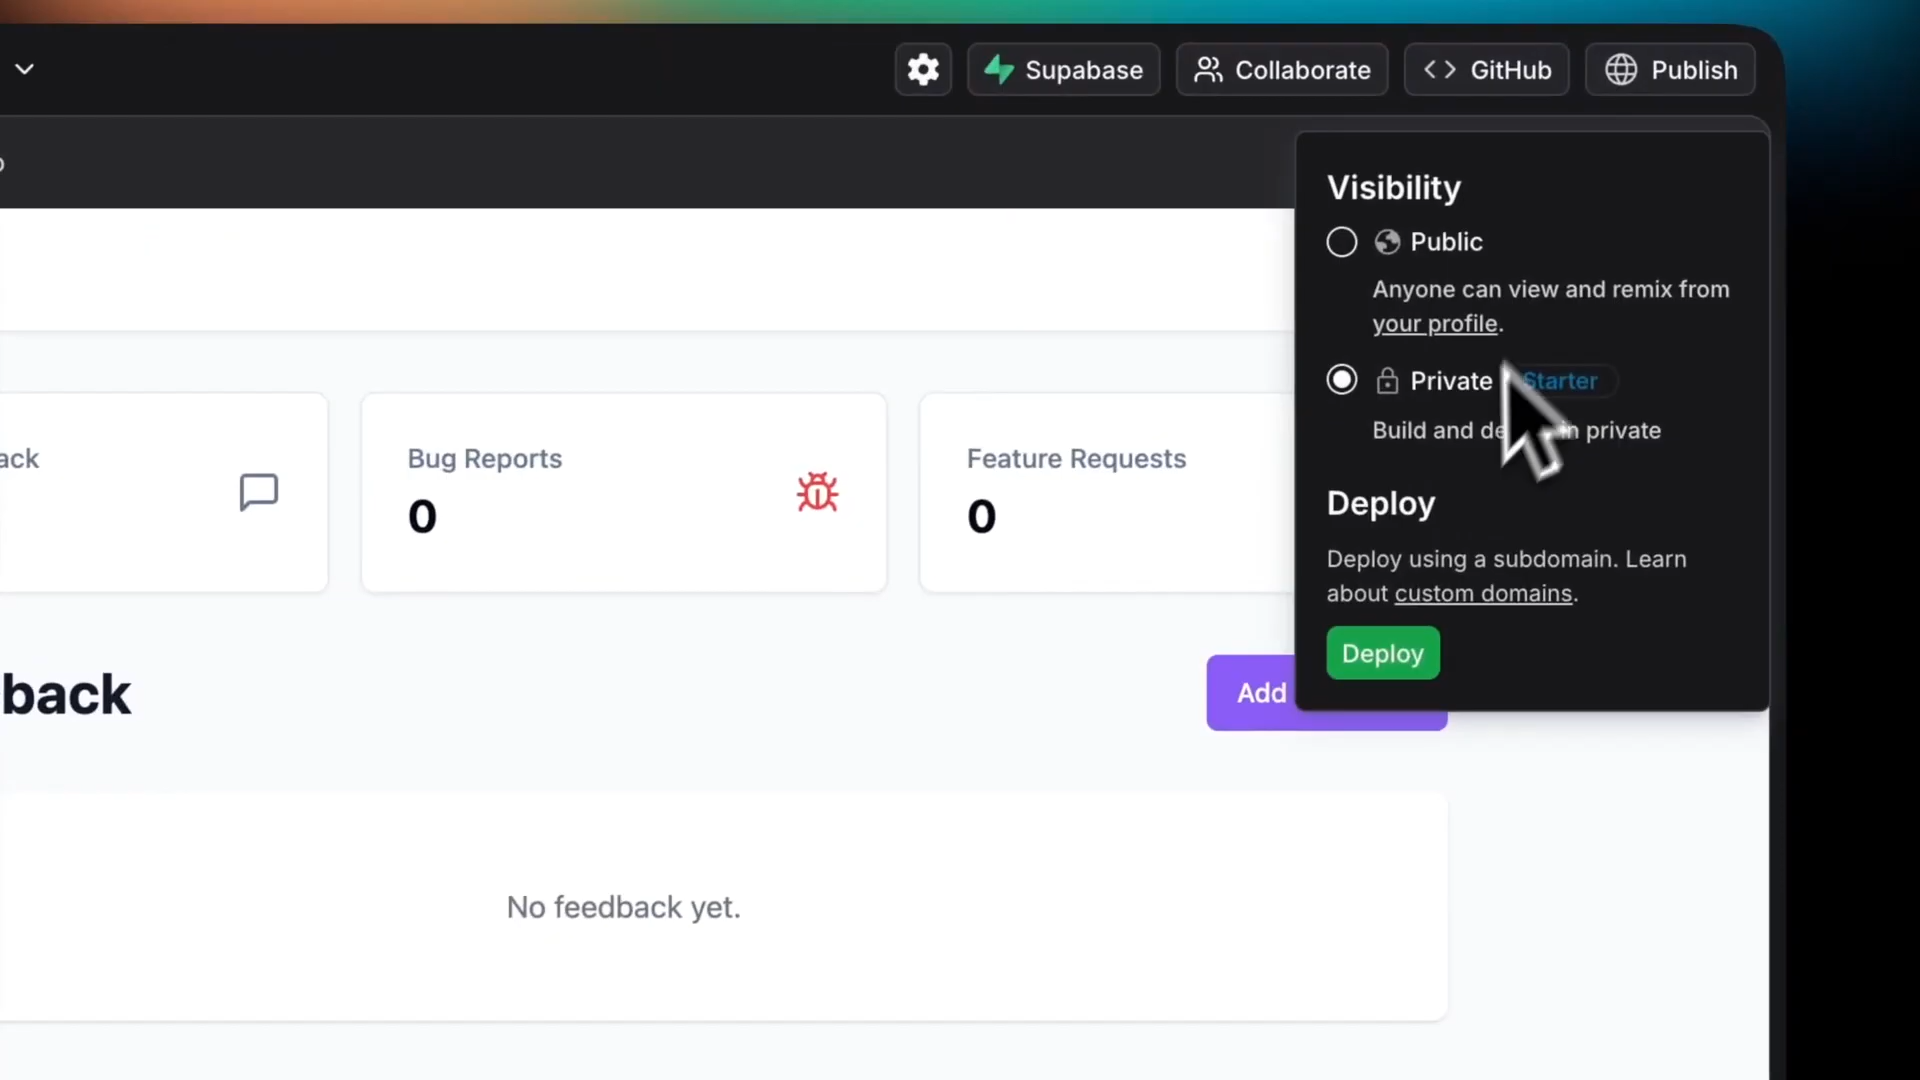 Supabase
Collaborate
GitHub
Publish
Visibility
Public
Anyone can view and remix from
your profile.
Private
Starter
Build and in private
Deploy
Deploy using a subdomain. Learn
about custom domains.
Deploy
ack
Bug Reports
0
Feature Requests
0
back
Add
No feedback yet.